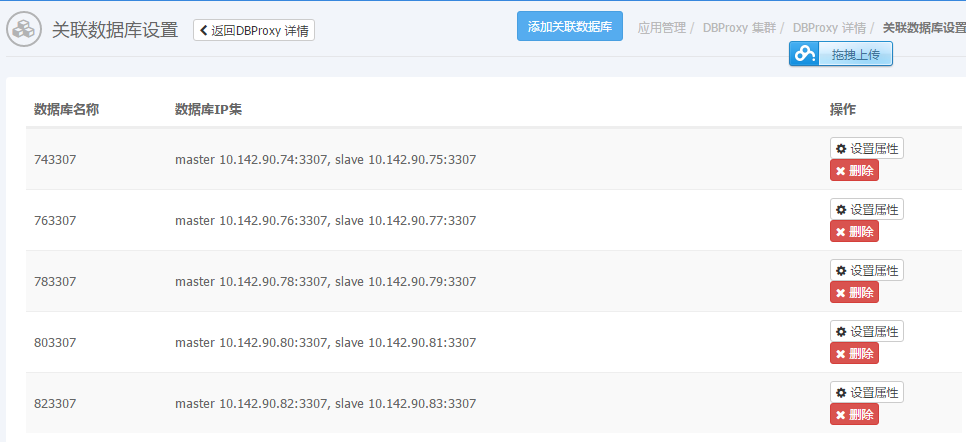 关联数据库设置 返回DBProxy 详情 添加关联数据库 应用管理 / DBProxy 集群 / DBProxy 详情 / 关联数据库设置
拖拽上传
数据库名称 数据库IP集 操作
743307 master 10.142.90.74:3307, slave 10.142.90.75:3307 设置属性
删除
763307 master 10.142.90.76:3307, slave 10.142.90.77:3307 设置属性
删除
783307 master 10.142.90.78:3307, slave 10.142.90.79:3307 设置属性
删除
803307 master 10.142.90.80:3307, slave 10.142.90.81:3307 设置属性
删除
823307 master 10.142.90.82:3307, slave 10.142.90.83:3307 设置属性
删除